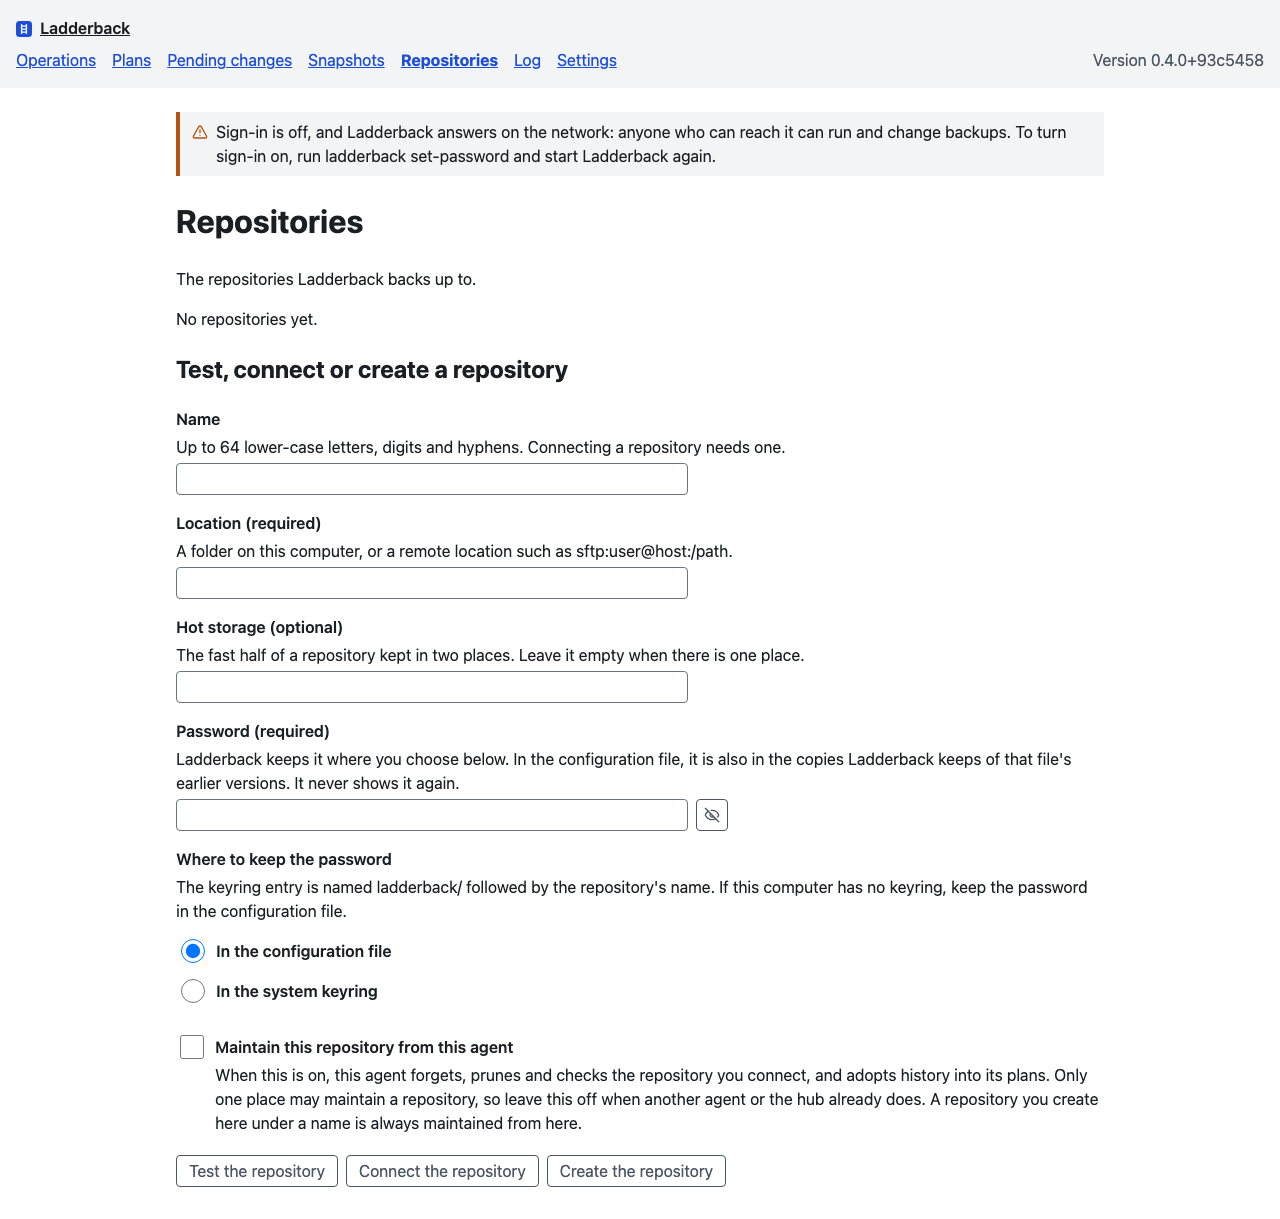 Ladderback
Operations Plans Pending changes Snapshots Repositories Log Settings Version 0.4.0+93c5458
Sign-in is off, and Ladderback answers on the network: anyone who can reach it can run and change backups. To turn
sign-in on, run ladderback set-password and start Ladderback again.
Repositories
The repositories Ladderback backs up to.
No repositories yet.
Test, connect or create a repository
Name
Up to 64 lower-case letters, digits and hyphens. Connecting a repository needs one.
Location (required)
A folder on this computer, or a remote location such as sftp:user@host:/path.
Hot storage (optional)
The fast half of a repository kept in two places. Leave it empty when there is one place.
Password (required)
Ladderback keeps it where you choose below. In the configuration file, it is also in the copies Ladderback keeps of that file's
earlier versions. It never shows it again.
Where to keep the password
The keyring entry is named ladderback/ followed by the repository's name. If this computer has no keyring, keep the password
in the configuration file.
In the configuration file
In the system keyring
Maintain this repository from this agent
When this is on, this agent forgets, prunes and checks the repository you connect, and adopts history into its plans. Only
one place may maintain a repository, so leave this off when another agent or the hub already does. A repository you create
here under a name is always maintained from here.
Test the repository Connect the repository Create the repository